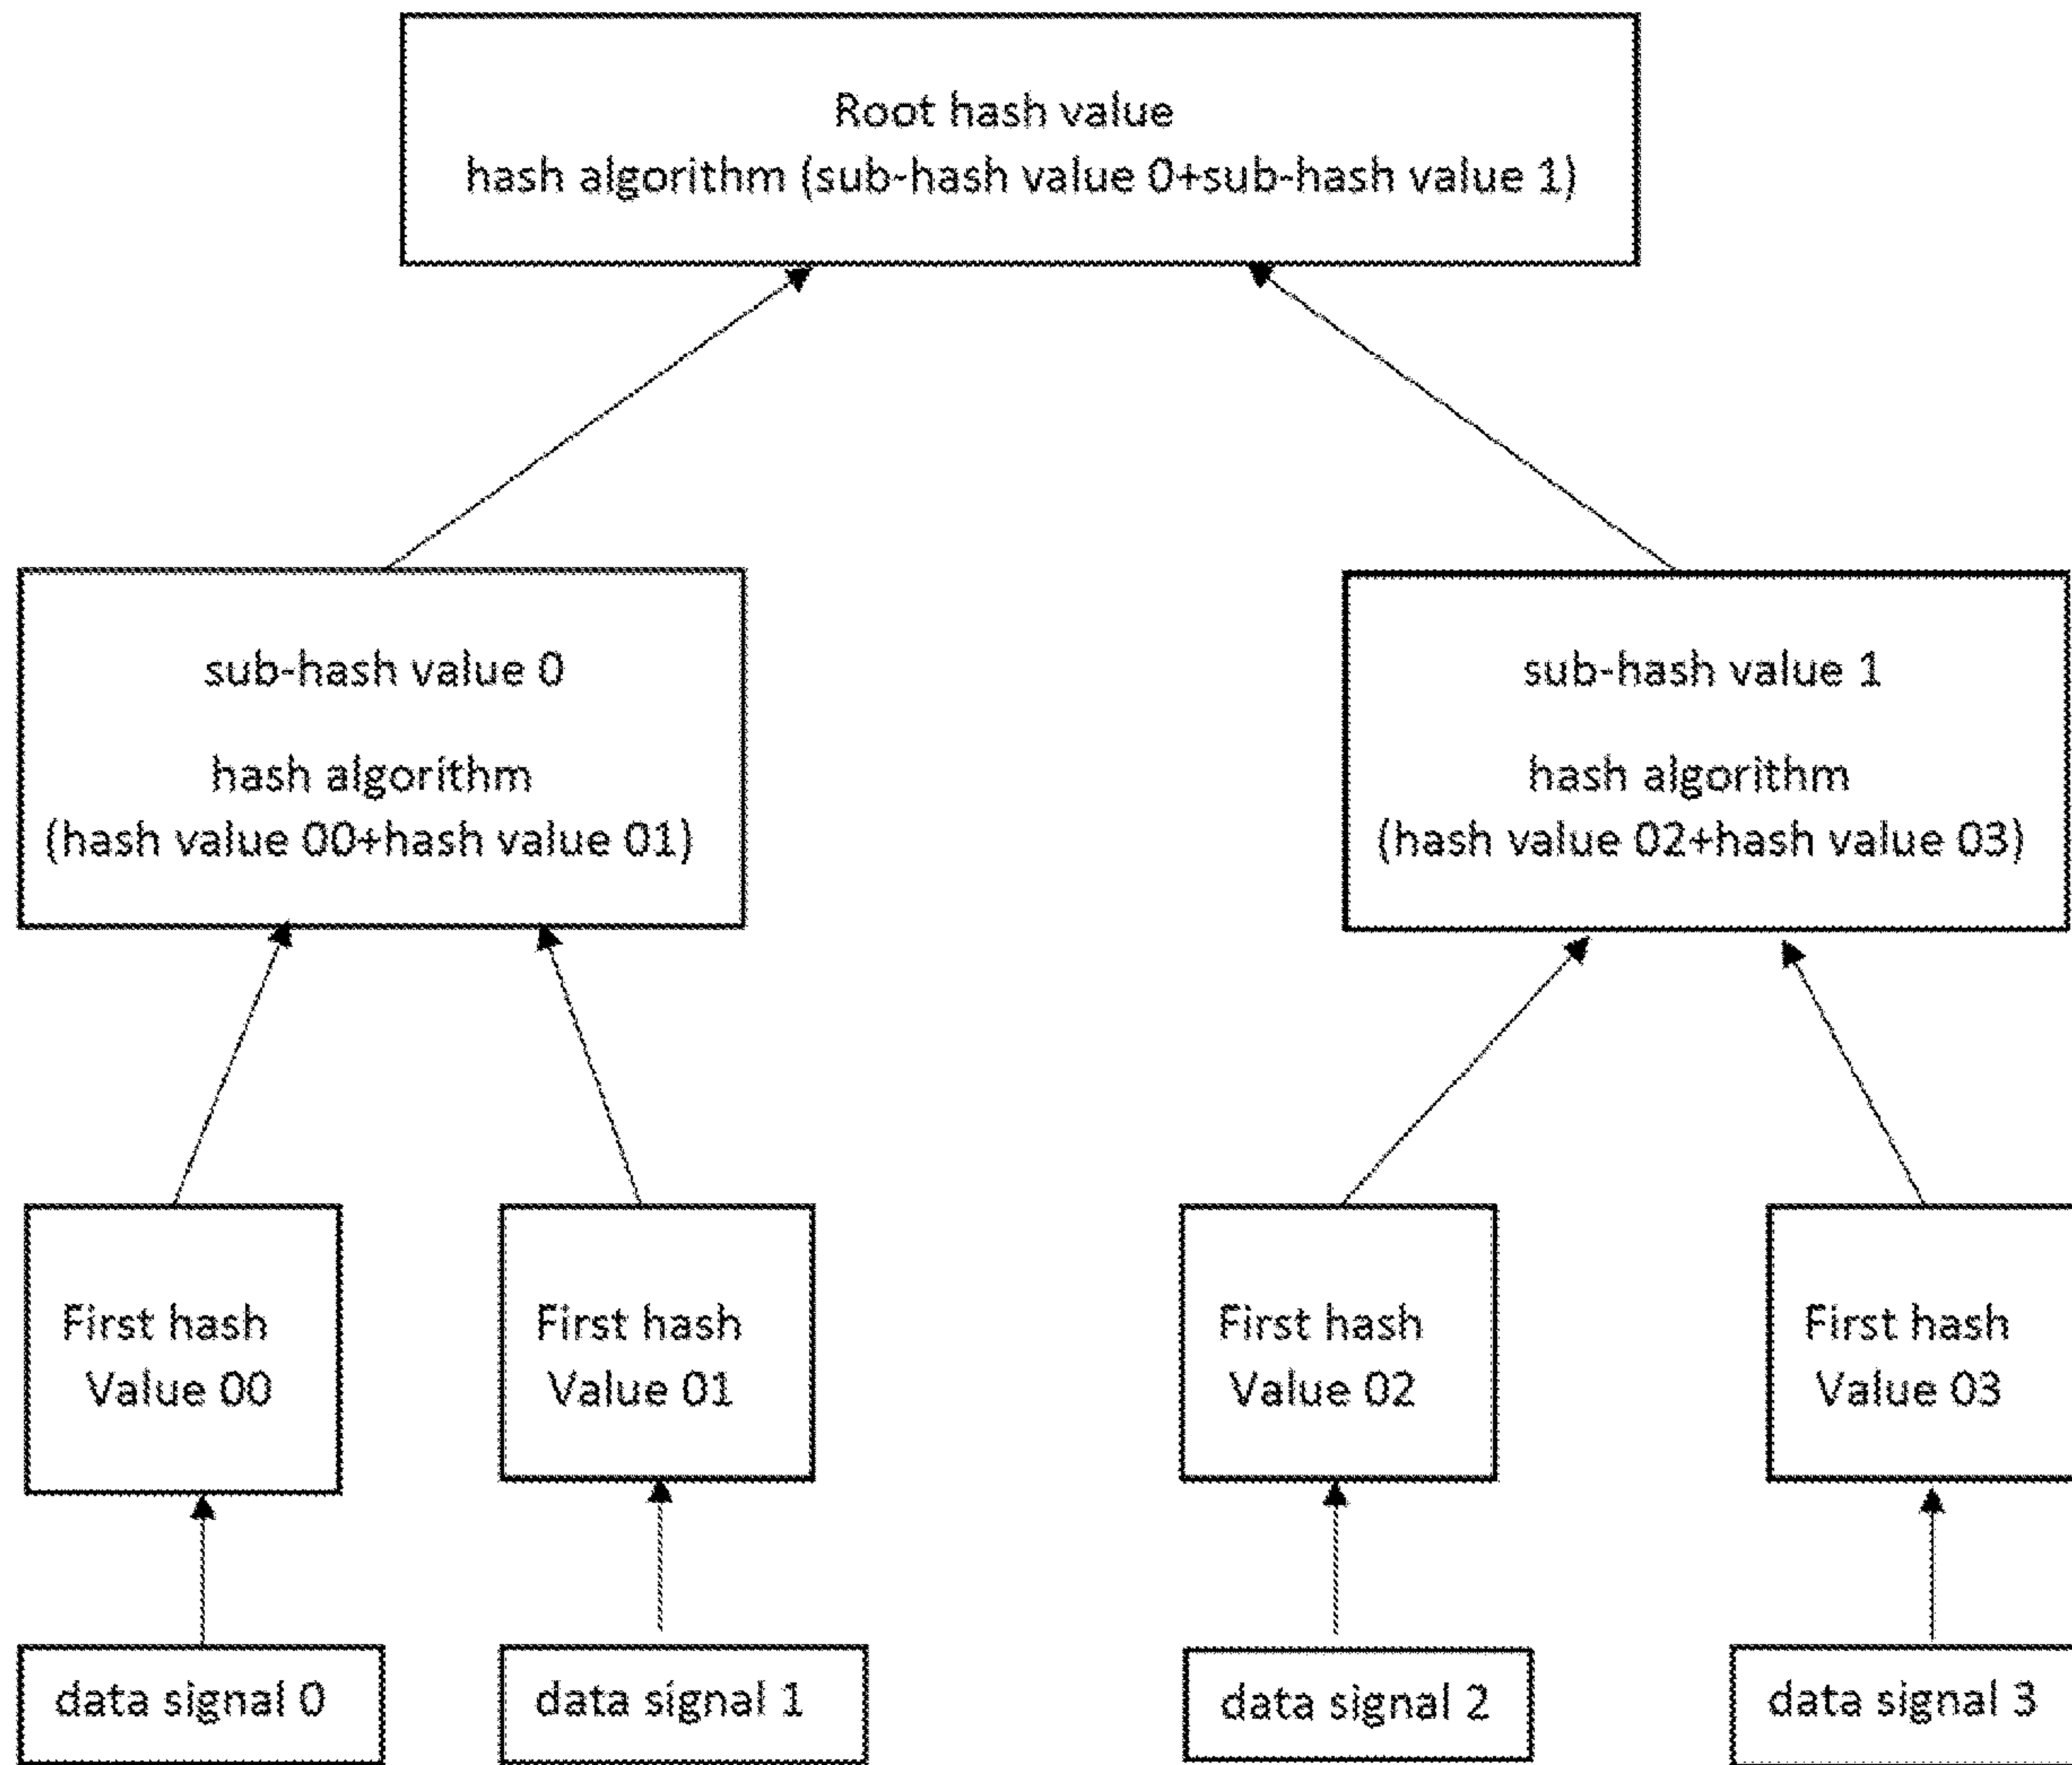 Root hash value
hash algorithm (sub-hash value 0+sub-hash value 1)
sub-hash value 0
hash algorithm
(hash value 00+hash value 01)
sub-hash value 1
hash algorithm
(hash value 02+hash value 03)
First hash
Value 00
First hash
Value 01
First hash
Value 02
First hash
Value 03
data signal 0
data signal 1
data signal 2
data signal 3